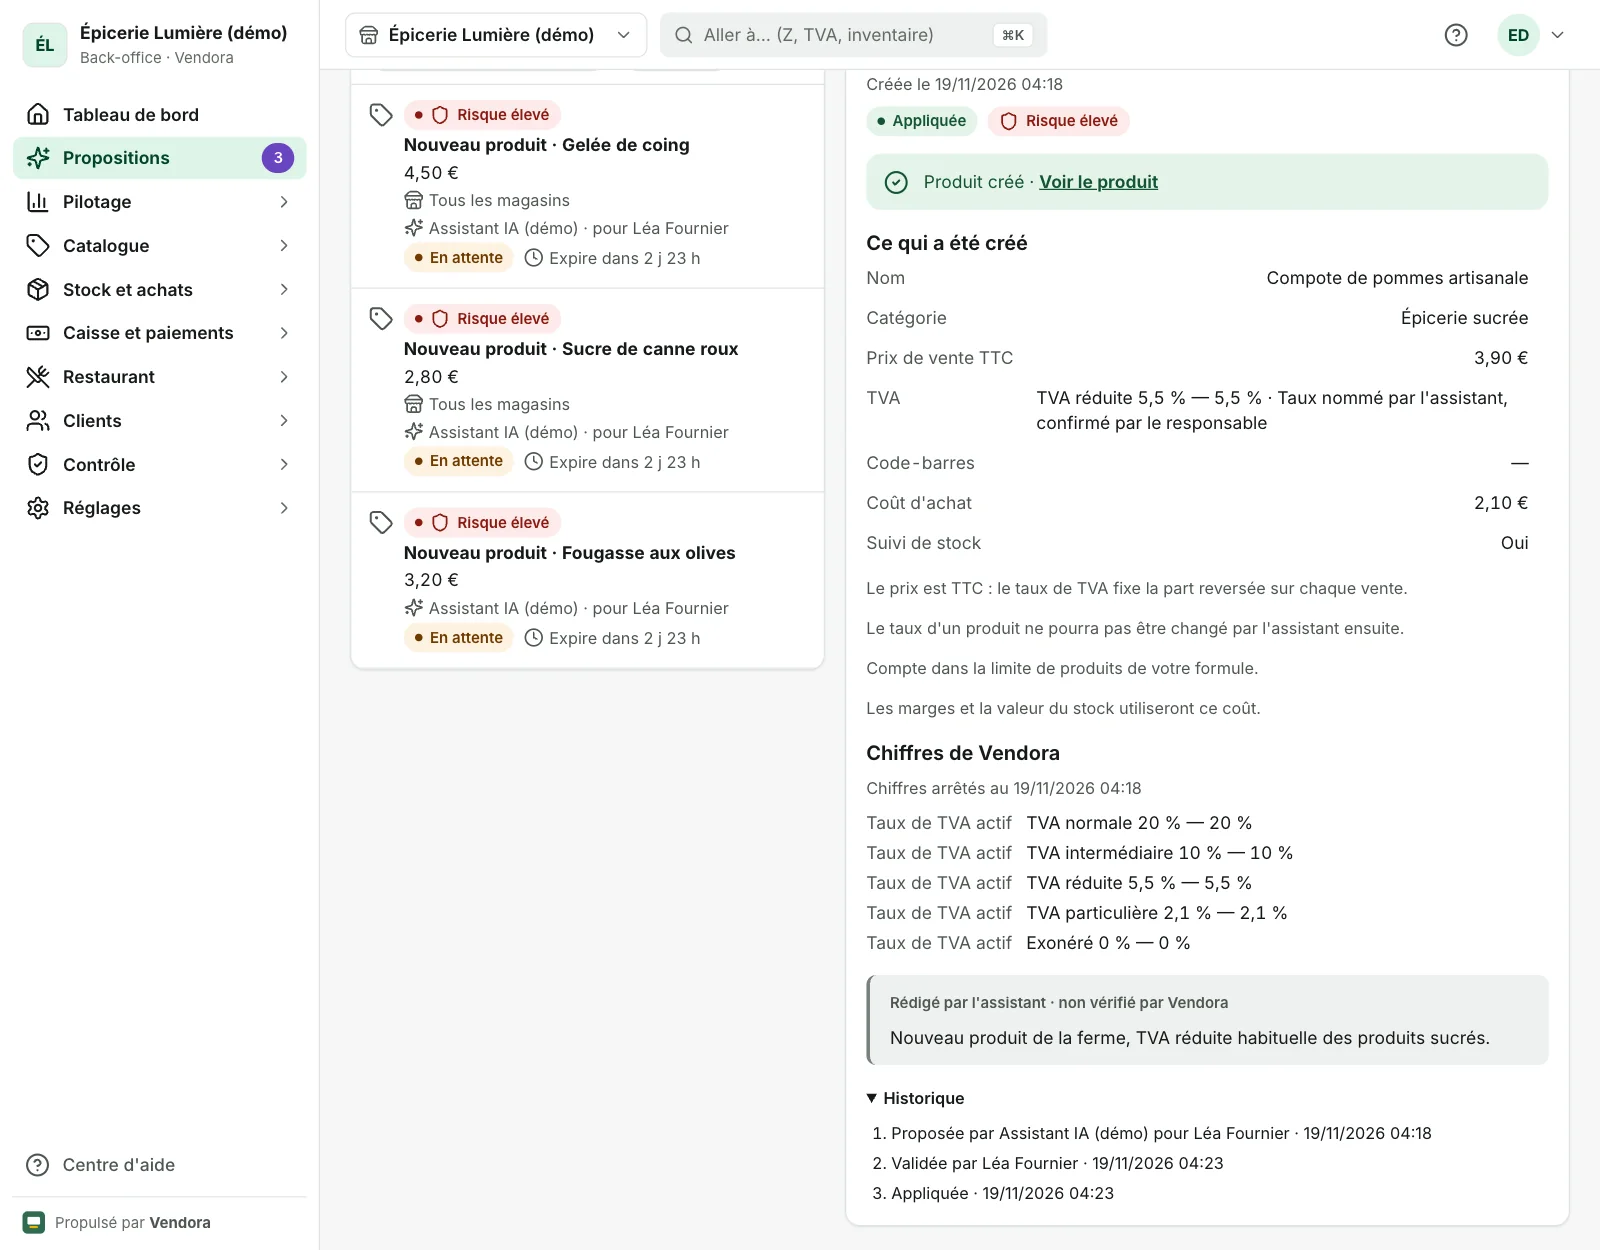 ÉL
Épicerie Lumière (démo)
Back-office · Vendora
Tableau de bord
Propositions
3
Pilotage
Catalogue
Stock et achats
Caisse et paiements
Restaurant
Clients
Contrôle
Réglages
Centre d'aide
Propulsé par Vendora
Épicerie Lumière (démo)
Aller à... (Z, TVA, inventaire)
⌘K
ED
Risque élevé
Nouveau produit · Gelée de coing
4,50 €
Tous les magasins
Assistant IA (démo) · pour Léa Fournier
En attente
Expire dans 2 j 23 h
Risque élevé
Nouveau produit · Sucre de canne roux
2,80 €
Tous les magasins
Assistant IA (démo) · pour Léa Fournier
En attente
Expire dans 2 j 23 h
Risque élevé
Nouveau produit · Fougasse aux olives
3,20 €
Assistant IA (démo) · pour Léa Fournier
En attente
Expire dans 2 j 23 h
Créée le 19/11/2026 04:18
Appliquée
Risque élevé
Produit créé · Voir le produit
Ce qui a été créé
Nom Compote de pommes artisanale
Catégorie Épicerie sucrée
Prix de vente TTC 3,90 €
TVA TVA réduite 5,5 % — 5,5 % · Taux nommé par l'assistant,
confirmé par le responsable
Code-barres —
Coût d'achat 2,10 €
Suivi de stock Oui
Le prix est TTC : le taux de TVA fixe la part reversée sur chaque vente.
Le taux d'un produit ne pourra pas être changé par l'assistant ensuite.
Compte dans la limite de produits de votre formule.
Les marges et la valeur du stock utiliseront ce coût.
Chiffres de Vendora
Chiffres arrêtés au 19/11/2026 04:18
Taux de TVA actif TVA normale 20 % — 20 %
Taux de TVA actif TVA intermédiaire 10 % — 10 %
Taux de TVA actif TVA réduite 5,5 % — 5,5 %
Taux de TVA actif TVA particulière 2,1 % — 2,1 %
Taux de TVA actif Exonéré 0 % — 0 %
Rédigé par l'assistant · non vérifié par Vendora
Nouveau produit de la ferme, TVA réduite habituelle des produits sucrés.
▼ Historique
1. Proposée par Assistant IA (démo) pour Léa Fournier · 19/11/2026 04:18
2. Validée par Léa Fournier · 19/11/2026 04:23
3. Appliquée · 19/11/2026 04:23